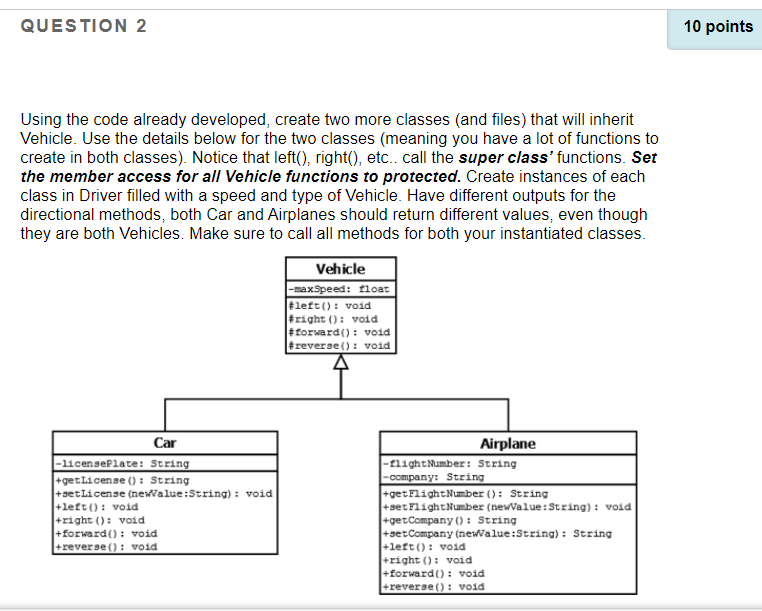 QUESTION 2
10 points
Using the code already developed, create two more classes (and files) that will inherit
Vehicle. Use the details below for the two classes (meaning you have a lot of functions to
create in both classes). Notice that left(), right(), etc.. call the super class' functions. Set
the member access for all Vehicle functions to protected. Create instances of each
class in Driver filled with a speed and type of Vehicle. Have different outputs for the
directional methods, both Car and Airplanes should return different values, even though
they are both Vehicles. Make sure to call all methods for both your instantiated classes.
Vehicle
-maxSpeed: float
#left(): void
#right(): void
#forward(): void
#reverse(): void
Car
-licensePlate: String
+getLicense(): String
+setLicense(newValue:String): void
+left(): void
+right(): void
+forward(): void
+reverse(): void
Airplane
-flightNumber: String
-company: String
+getFlightNumber(): String
+setFlightNumber(newValue:String): void
+getCompany(): String
+setCompany(newValue:String): String
+left(): void
+right(): void
+forward(): void
+reverse(): void